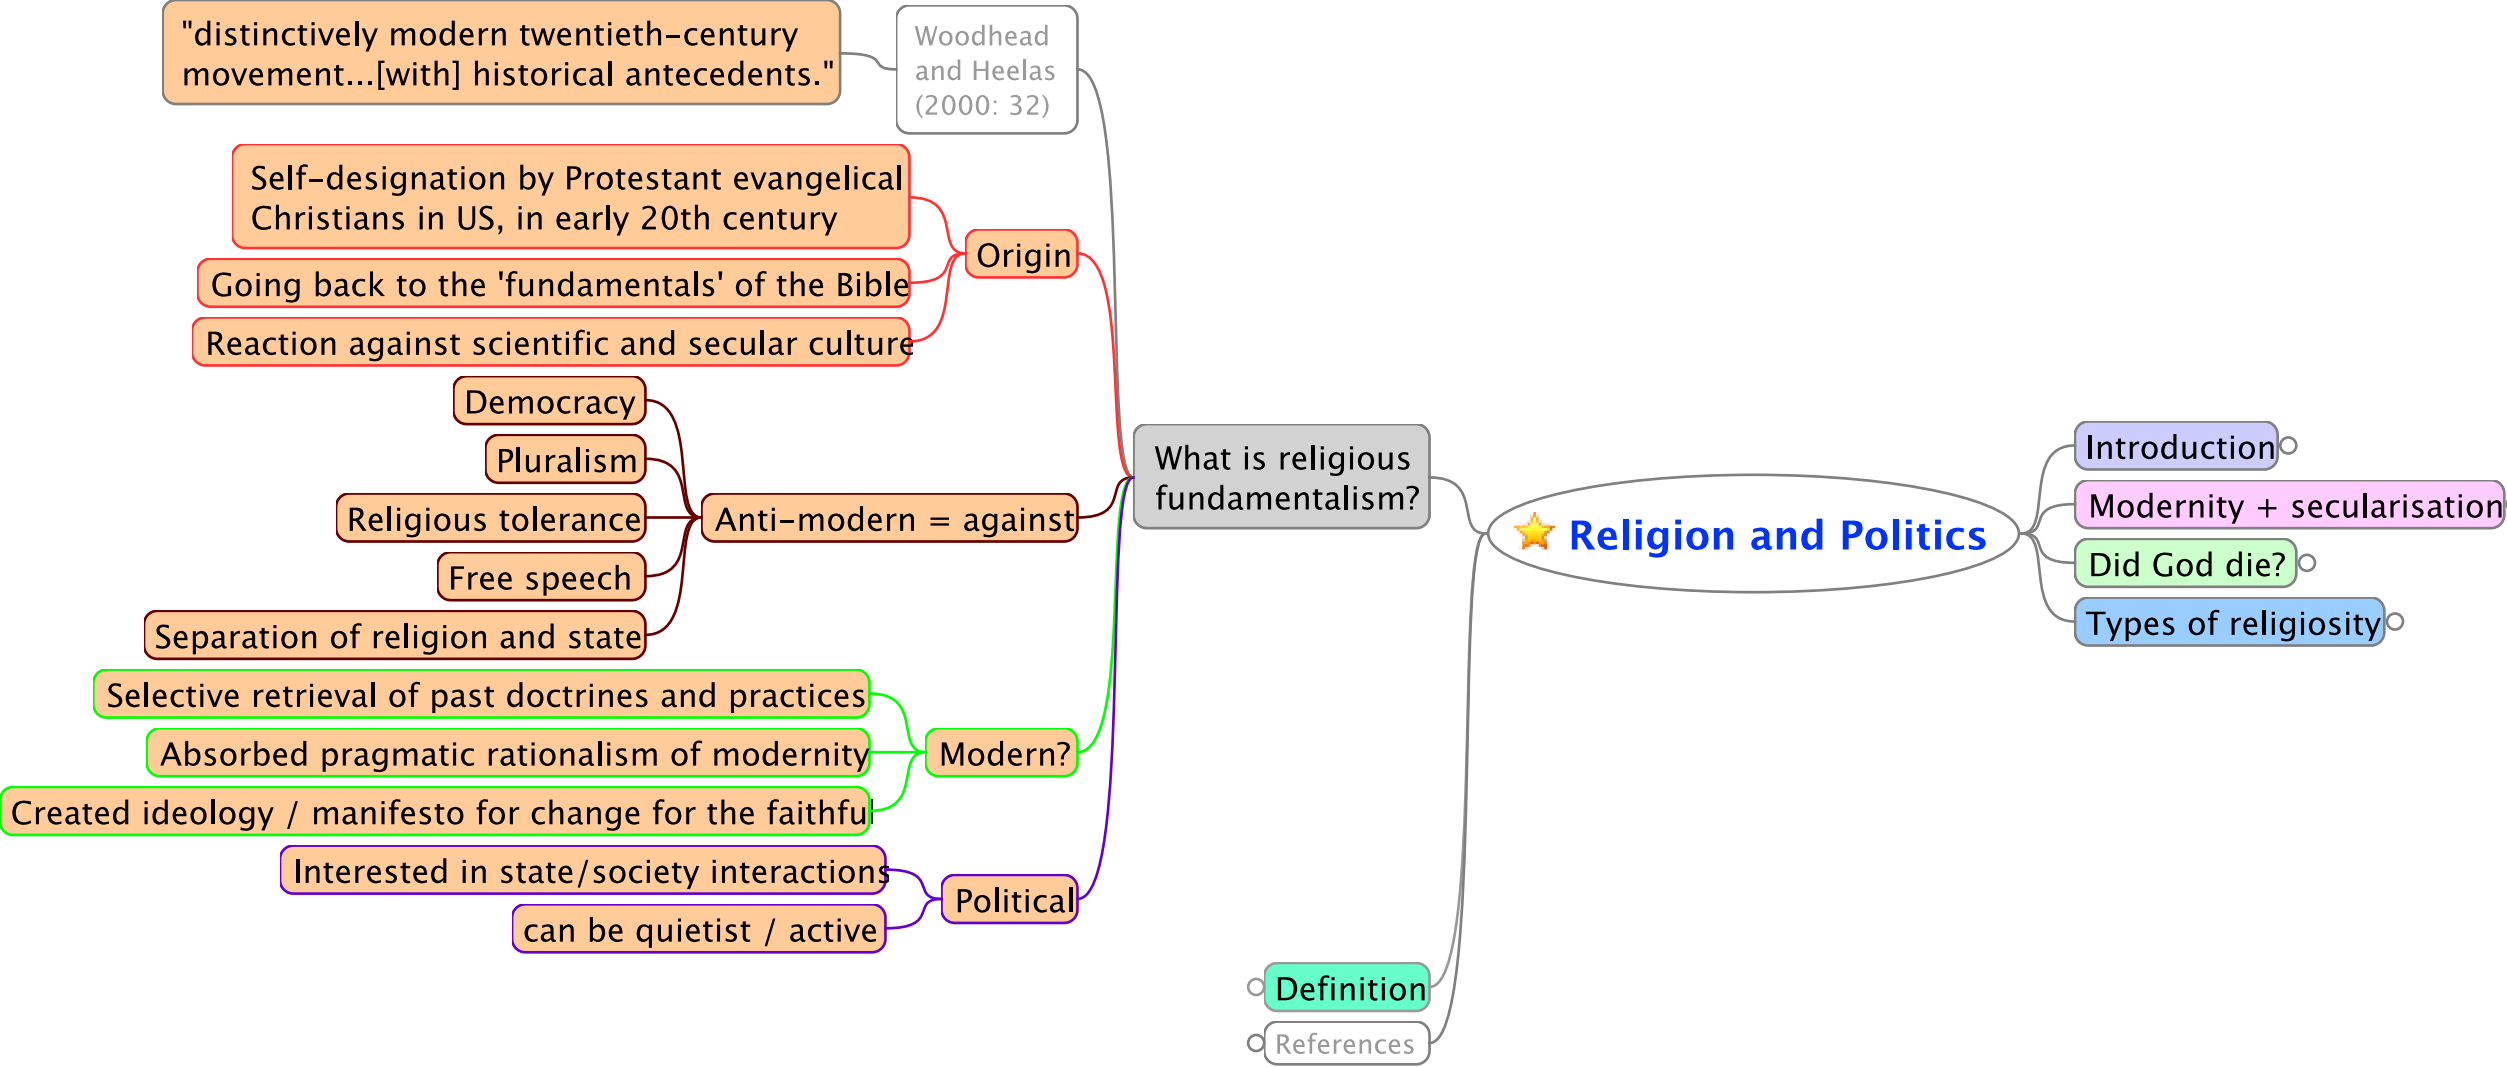 "distinctively modern twentieth-century
movement...[with] historical antecedents."
Woodhead
and Heelas
(2000: 32)
Self-designation by Protestant evangelical
Christians in US, in early 20th century
Going back to the 'fundamentals' of the Bible
Reaction against scientific and secular culture
Origin
Democracy
Pluralism
Religious tolerance
Free speech
Separation of religion and state
Anti-modern = against
Selective retrieval of past doctrines and practices
Absorbed pragmatic rationalism of modernity
Created ideology / manifesto for change for the faithful
Modern?
Interested in state/society interactions
can be quietist / active
Political
What is religious
fundamentalism?
Definition
References
Religion and Politics
Introduction
Modernity + secularisation
Did God die?
Types of religiosity